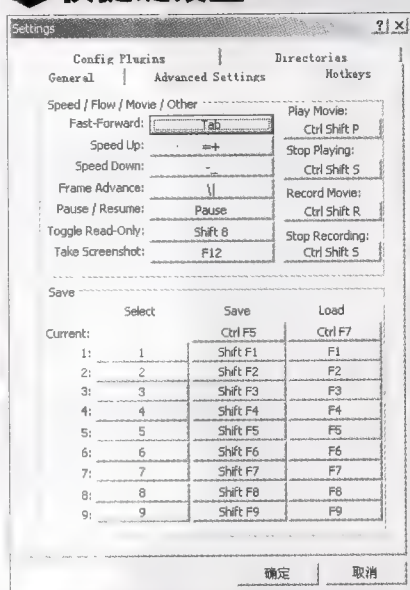 Settings ? ×
Config Plugins Directories
General Advanced Settings Hotkeys
Speed / Flow / Movie / Other
Fast-Forward: Tab
Speed Up: =+
Speed Down: -_
Frame Advance: \|
Pause / Resume: Pause
Toggle Read-Only: Shift 8
Take Screenshot: F12
Play Movie:
Ctrl Shift P
Stop Playing:
Ctrl Shift S
Record Movie:
Ctrl Shift R
Stop Recording:
Ctrl Shift S
Save
Select Save Load
Current: Ctrl F5 Ctrl F7
1: 1 Shift F1 F1
2: 2 Shift F2 F2
3: 3 Shift F3 F3
4: 4 Shift F4 F4
5: 5 Shift F5 F5
6: 6 Shift F6 F6
7: 7 Shift F7 F7
8: 8 Shift F8 F8
9: 9 Shift F9 F9
确定 取消